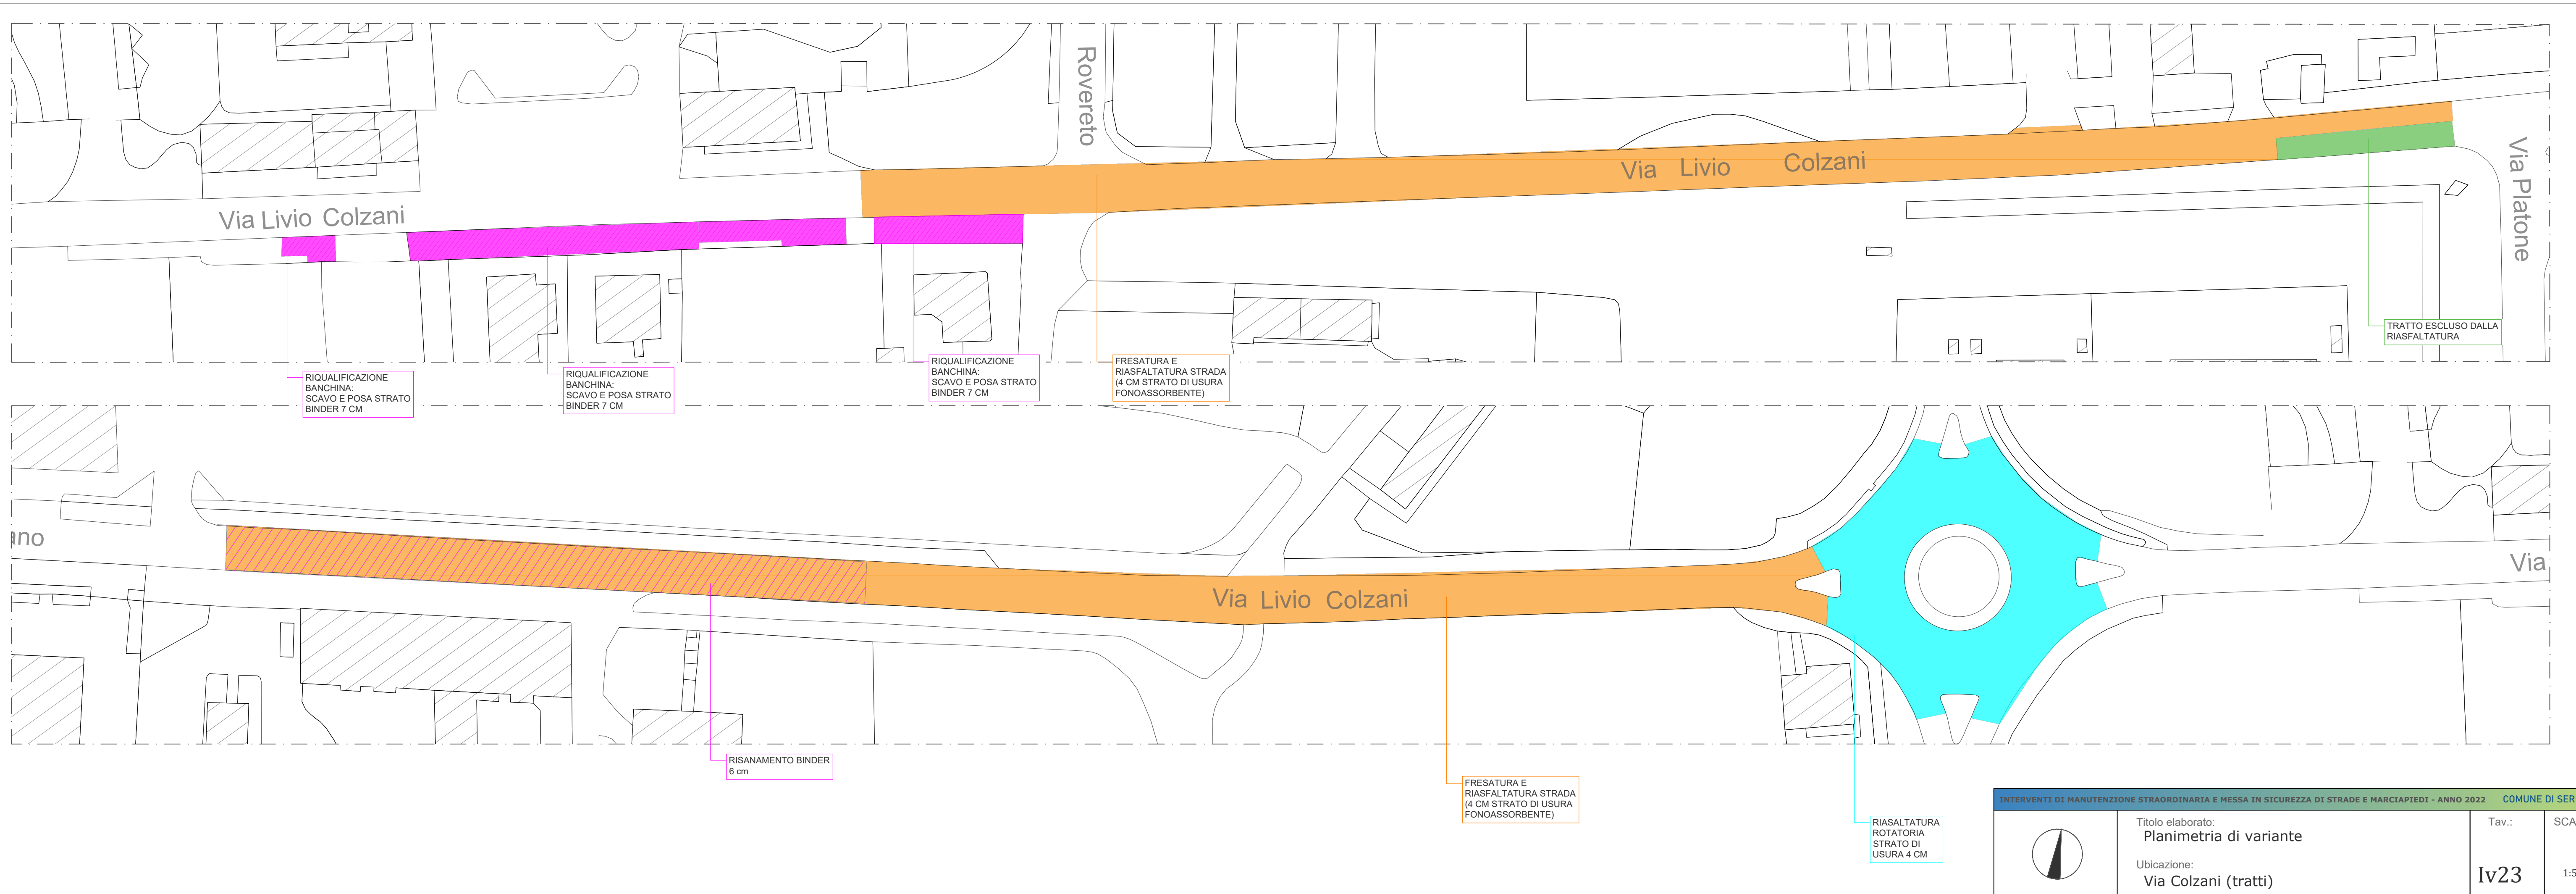 Rovereto
Via Livio Colzani
Via Livio Colzani
Via Platone
RIQUALIFICAZIONE
BANCHINA:
SCAVO E POSA STRATO
BINDER 7 CM
RIQUALIFICAZIONE
BANCHINA:
SCAVO E POSA STRATO
BINDER 7 CM
RIQUALIFICAZIONE
BANCHINA:
SCAVO E POSA STRATO
BINDER 7 CM
FRESATURA E
RIASFALTATURA STRADA
(4 CM STRATO DI USURA
FONOASSORBENTE)
TRATTO ESCLUSO DALLA
RIASFALTATURA
ano
Via Livio Colzani
Via
RISANAMENTO BINDER
6 cm
FRESATURA E
RIASFALTATURA STRADA
(4 CM STRATO DI USURA
FONOASSORBENTE)
RIASALTATURA
ROTATORIA
STRATO DI
USURA 4 CM
INTERVENTI DI MANUTENZIONE STRAORDINARIA E MESSA IN SICUREZZA DI STRADE E MARCIAPIEDI - ANNO 2022 COMUNE DI SER
Titolo elaborato:
Planimetria di variante
Ubicazione:
Via Colzani (tratti)
Tav.:
Iv23
SCA
1:5